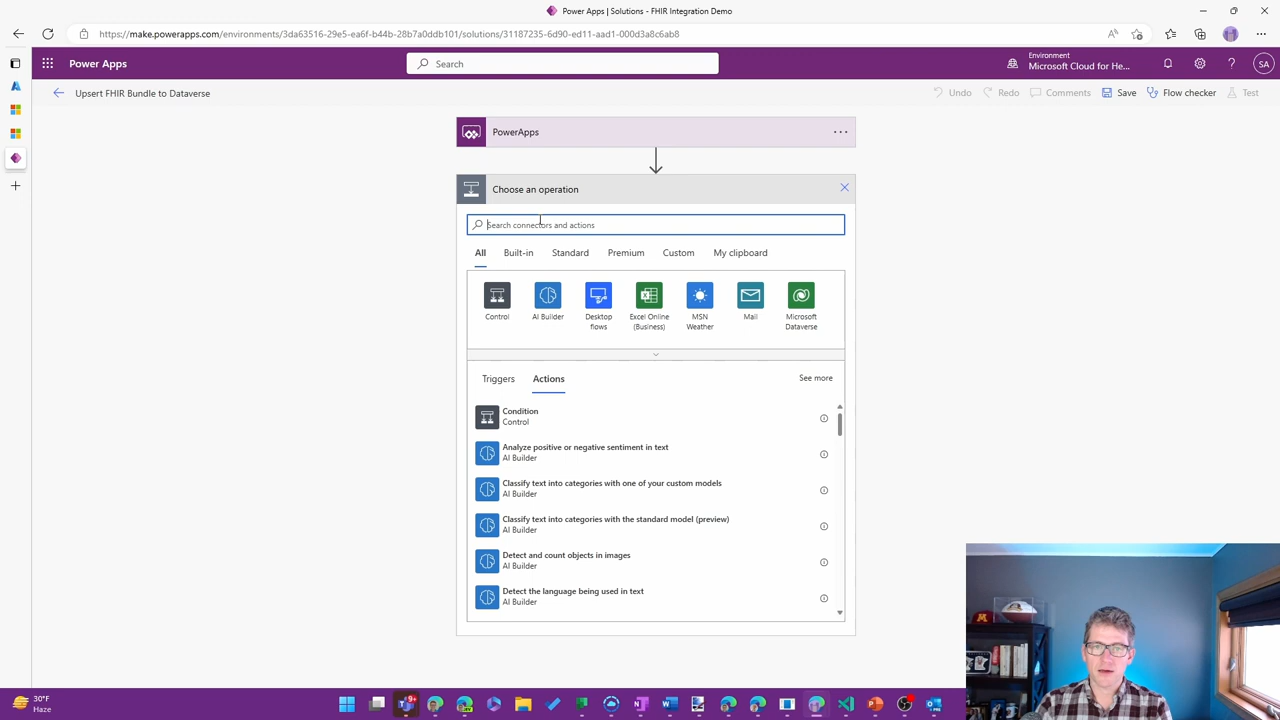 Power Apps | Solutions - FHIR Integration Demo
https://make.powerapps.com/environments/3da63516-29e5-ea6f-b44b-28b7a0ddb101/solutions/31187235-6d90-ed11-aad1-000d3a8c6ab8
Power Apps
Search
Environment
Microsoft Cloud for He...
SA
Upsert FHIR Bundle to Dataverse
Undo
Redo
Comments
Save
Flow checker
Test
PowerApps
Choose an operation
Search connectors and actions
All
Built-in
Standard
Premium
Custom
My clipboard
Control
AI Builder
Desktop
flows
Excel Online
(Business)
MSN
Weather
Mail
Microsoft
Dataverse
Triggers
Actions
See more
Condition
Control
Analyze positive or negative sentiment in text
AI Builder
Classify text into categories with one of your custom models
AI Builder
Classify text into categories with the standard model (preview)
AI Builder
Detect and count objects in images
AI Builder
Detect the language being used in text
AI Builder
30°F
Haze
9+